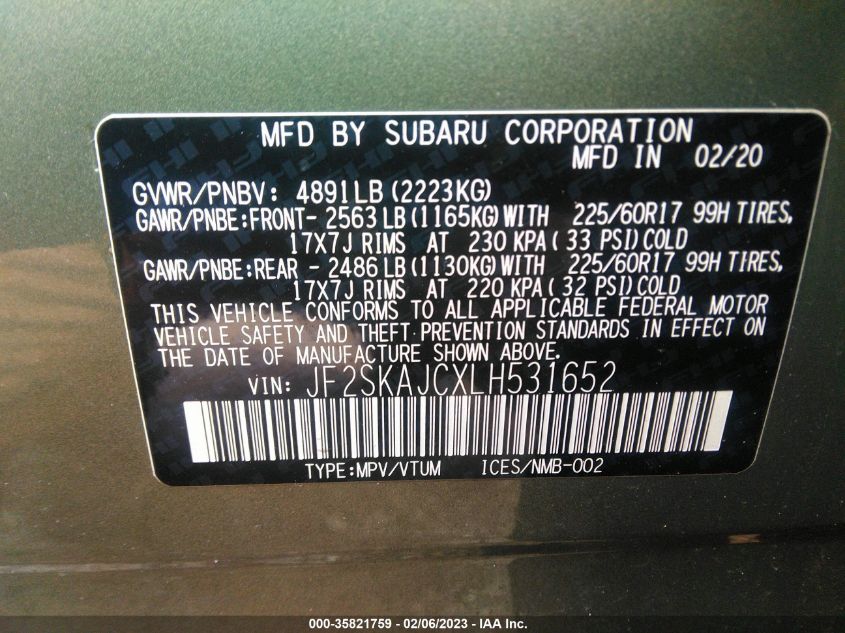 MFD BY SUBARU CORPORATION
MFD IN 02/20
GVWR/PNBV: 4891LB (2223KG)
GAWR/PNBE:FRONT- 2563LB (1165KG) WITH 225/60R17 99H TIRES,
17X7J RIMS AT 230 KPA (33 PSI) COLD
GAWR/PNBE:REAR - 2486LB (1130KG) WITH 225/60R17 99H TIRES,
17X7J RIMS AT 220 KPA (32 PSI) COLD
THIS VEHICLE CONFORMS TO ALL APPLICABLE FEDERAL MOTOR
VEHICLE SAFETY AND THEFT PREVENTION STANDARDS IN EFFECT ON
THE DATE OF MANUFACTURE SHOWN ABOVE.
VIN: JF2SKAJCXLH531652
TYPE:MPV/VTUM ICES/NMB-002
000-35821759 - 02/06/2023 - IAA Inc.